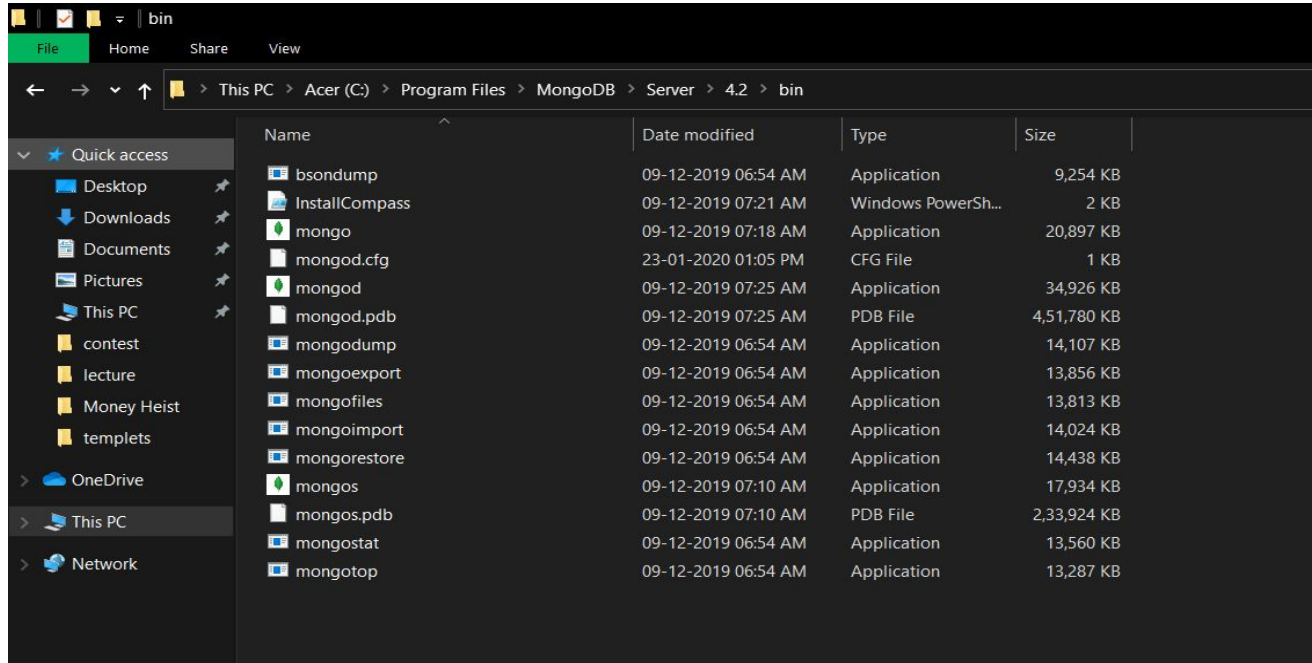 bin
File Home Share View
This PC > Acer (C:) > Program Files > MongoDB > Server > 4.2 > bin
Name Date modified Type Size
Quick access
Desktop
Downloads
Documents
Pictures
This PC
contest
lecture
Money Heist
templets
OneDrive
This PC
Network
bsondump 09-12-2019 06:54 AM Application 9,254 KB
InstallCompass 09-12-2019 07:21 AM Windows PowerSh... 2 KB
mongo 09-12-2019 07:18 AM Application 20,897 KB
mongod.cfg 23-01-2020 01:05 PM CFG File 1 KB
mongod 09-12-2019 07:25 AM Application 34,926 KB
mongod.pdb 09-12-2019 07:25 AM PDB File 4,51,780 KB
mongodump 09-12-2019 06:54 AM Application 14,107 KB
mongoexport 09-12-2019 06:54 AM Application 13,856 KB
mongofiles 09-12-2019 06:54 AM Application 13,813 KB
mongoimport 09-12-2019 06:54 AM Application 14,024 KB
mongorestore 09-12-2019 06:54 AM Application 14,438 KB
mongos 09-12-2019 07:10 AM Application 17,934 KB
mongos.pdb 09-12-2019 07:10 AM PDB File 2,33,924 KB
mongostat 09-12-2019 06:54 AM Application 13,560 KB
mongotop 09-12-2019 06:54 AM Application 13,287 KB